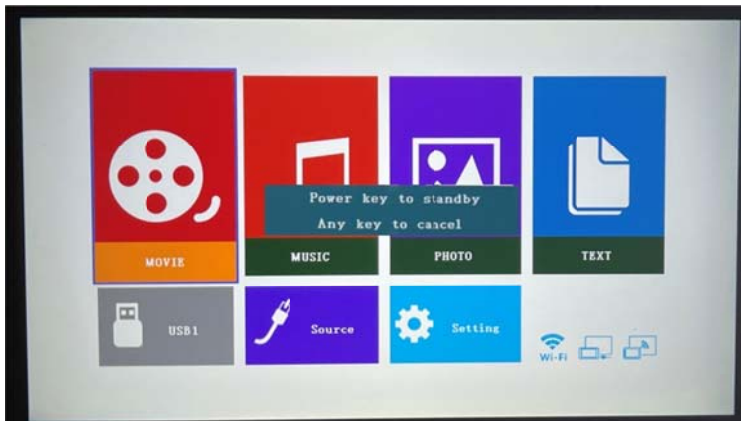 Power key to standby
Any key to cancel
MOVIE
MUSIC
PHOTO
TEXT
USB1
Source
Setting
Wi-Fi